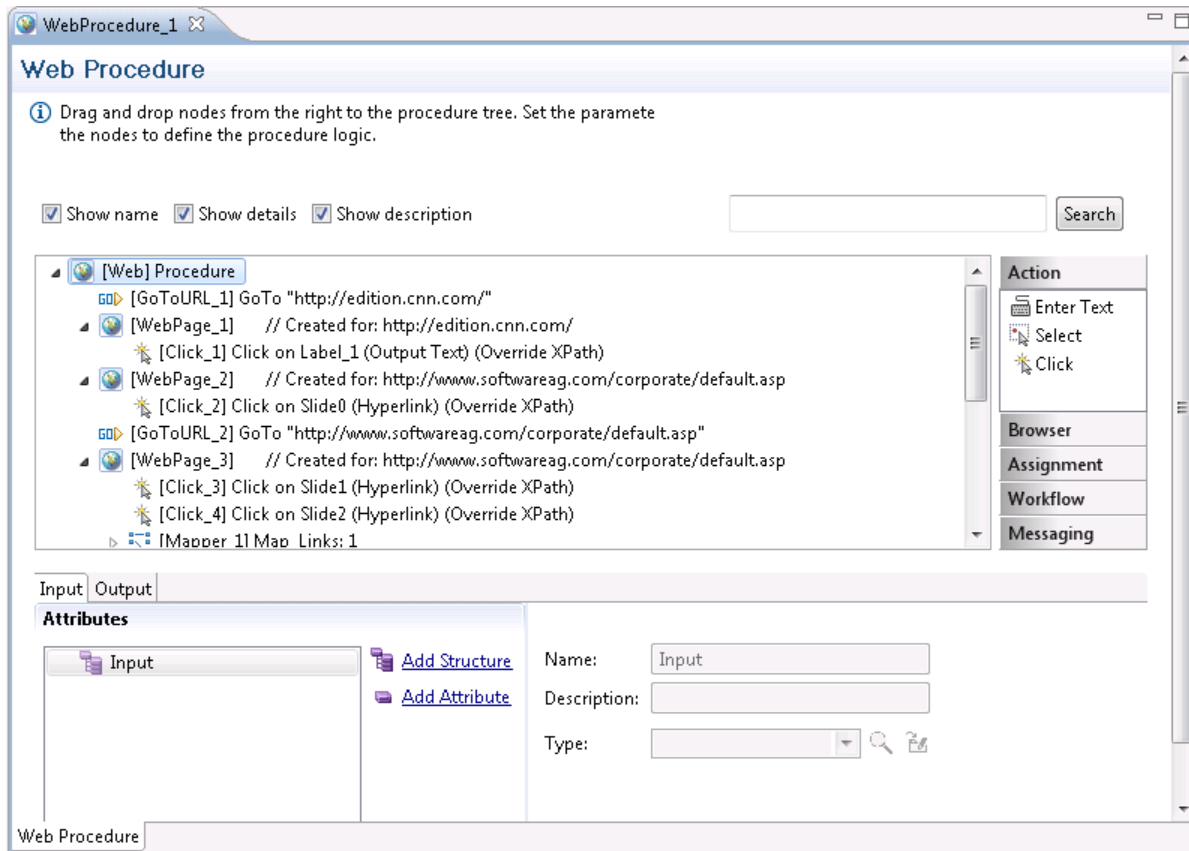 WebProcedure_1
Web Procedure
Drag and drop nodes from the right to the procedure tree. Set the paramete
the nodes to define the procedure logic.
Show name Show details Show description Search
[Web] Procedure
GO [GoToURL_1] GoTo "http://edition.cnn.com/"
[WebPage_1] // Created for: http://edition.cnn.com/
[Click_1] Click on Label_1 (Output Text) (Override XPath)
[WebPage_2] // Created for: http://www.softwareag.com/corporate/default.asp
[Click_2] Click on Slide0 (Hyperlink) (Override XPath)
GO [GoToURL_2] GoTo "http://www.softwareag.com/corporate/default.asp"
[WebPage_3] // Created for: http://www.softwareag.com/corporate/default.asp
[Click_3] Click on Slide1 (Hyperlink) (Override XPath)
[Click_4] Click on Slide2 (Hyperlink) (Override XPath)
[Mapper_1] Map Links: 1
Action
Enter Text
Select
Click
Browser
Assignment
Workflow
Messaging
Input Output
Attributes
Input
Add Structure
Add Attribute
Name: Input
Description:
Type:
Web Procedure